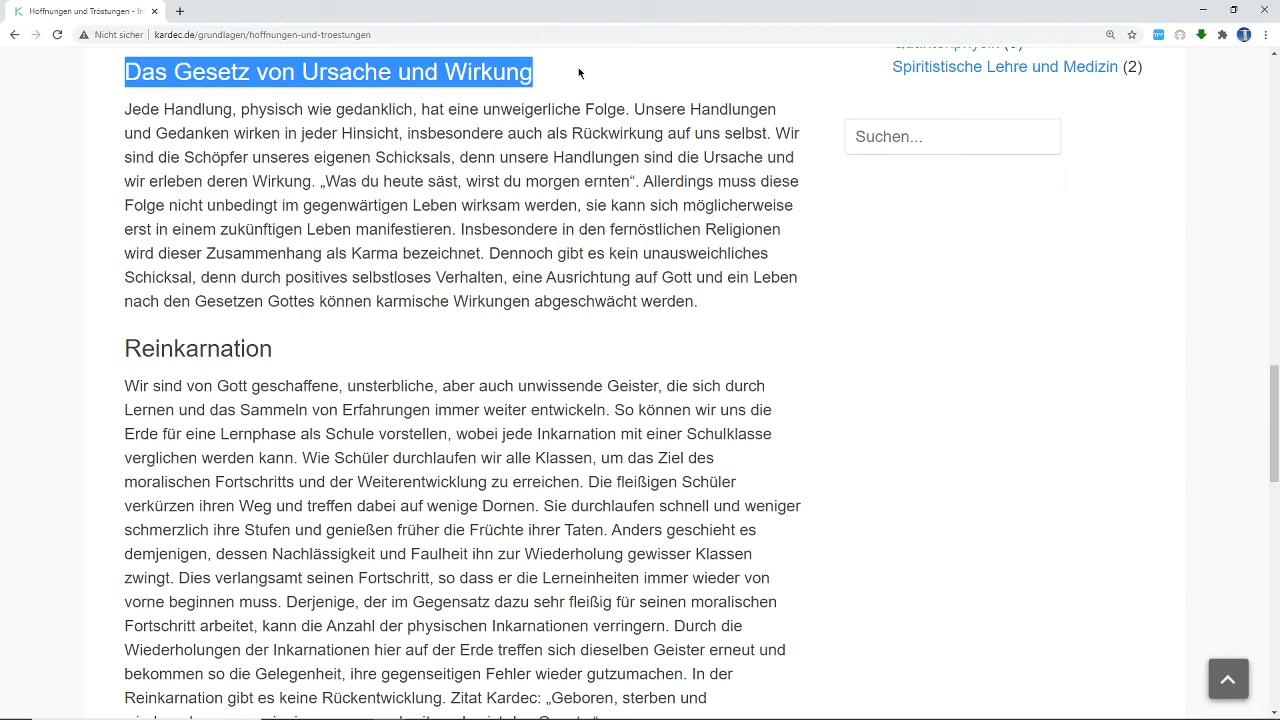 Hoffnungen und Tröstungen - In
Nicht sicher | kardec.de/grundlagen/hoffnungen-und-troestungen
Spiritistische Lehre und Medizin (2)
Suchen...
Das Gesetz von Ursache und Wirkung
Jede Handlung, physisch wie gedanklich, hat eine unweigerliche Folge. Unsere Handlungen
und Gedanken wirken in jeder Hinsicht, insbesondere auch als Rückwirkung auf uns selbst. Wir
sind die Schöpfer unseres eigenen Schicksals, denn unsere Handlungen sind die Ursache und
wir erleben deren Wirkung. „Was du heute säst, wirst du morgen ernten“. Allerdings muss diese
Folge nicht unbedingt im gegenwärtigen Leben wirksam werden, sie kann sich möglicherweise
erst in einem zukünftigen Leben manifestieren. Insbesondere in den fernöstlichen Religionen
wird dieser Zusammenhang als Karma bezeichnet. Dennoch gibt es kein unausweichliches
Schicksal, denn durch positives selbstloses Verhalten, eine Ausrichtung auf Gott und ein Leben
nach den Gesetzen Gottes können karmische Wirkungen abgeschwächt werden.
Reinkarnation
Wir sind von Gott geschaffene, unsterbliche, aber auch unwissende Geister, die sich durch
Lernen und das Sammeln von Erfahrungen immer weiter entwickeln. So können wir uns die
Erde für eine Lernphase als Schule vorstellen, wobei jede Inkarnation mit einer Schulklasse
verglichen werden kann. Wie Schüler durchlaufen wir alle Klassen, um das Ziel des
moralischen Fortschritts und der Weiterentwicklung zu erreichen. Die fleißigen Schüler
verkürzen ihren Weg und treffen dabei auf wenige Dornen. Sie durchlaufen schnell und weniger
schmerzlich ihre Stufen und genießen früher die Früchte ihrer Taten. Anders geschieht es
demjenigen, dessen Nachlässigkeit und Faulheit ihn zur Wiederholung gewisser Klassen
zwingt. Dies verlangsamt seinen Fortschritt, so dass er die Lerneinheiten immer wieder von
vorne beginnen muss. Derjenige, der im Gegensatz dazu sehr fleißig für seinen moralischen
Fortschritt arbeitet, kann die Anzahl der physischen Inkarnationen verringern. Durch die
Wiederholungen der Inkarnationen hier auf der Erde treffen sich dieselben Geister erneut und
bekommen so die Gelegenheit, ihre gegenseitigen Fehler wieder gutzumachen. In der
Reinkarnation gibt es keine Rückentwicklung. Zitat Kardec: „Geboren, sterben und